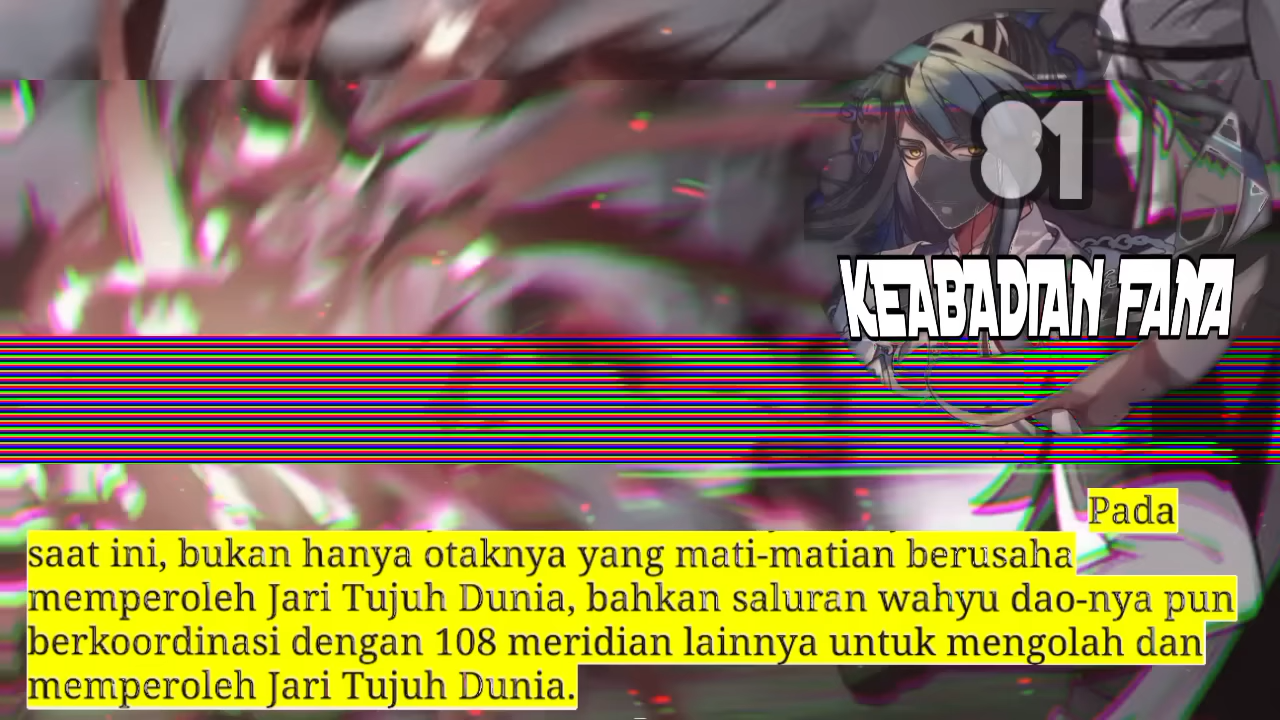 81
KEABADIAN FANA
Pada
saat ini, bukan hanya otaknya yang mati-matian berusaha
memperoleh Jari Tujuh Dunia, bahkan saluran wahyu dao-nya pun
berkoordinasi dengan 108 meridian lainnya untuk mengolah dan
memperoleh Jari Tujuh Dunia.